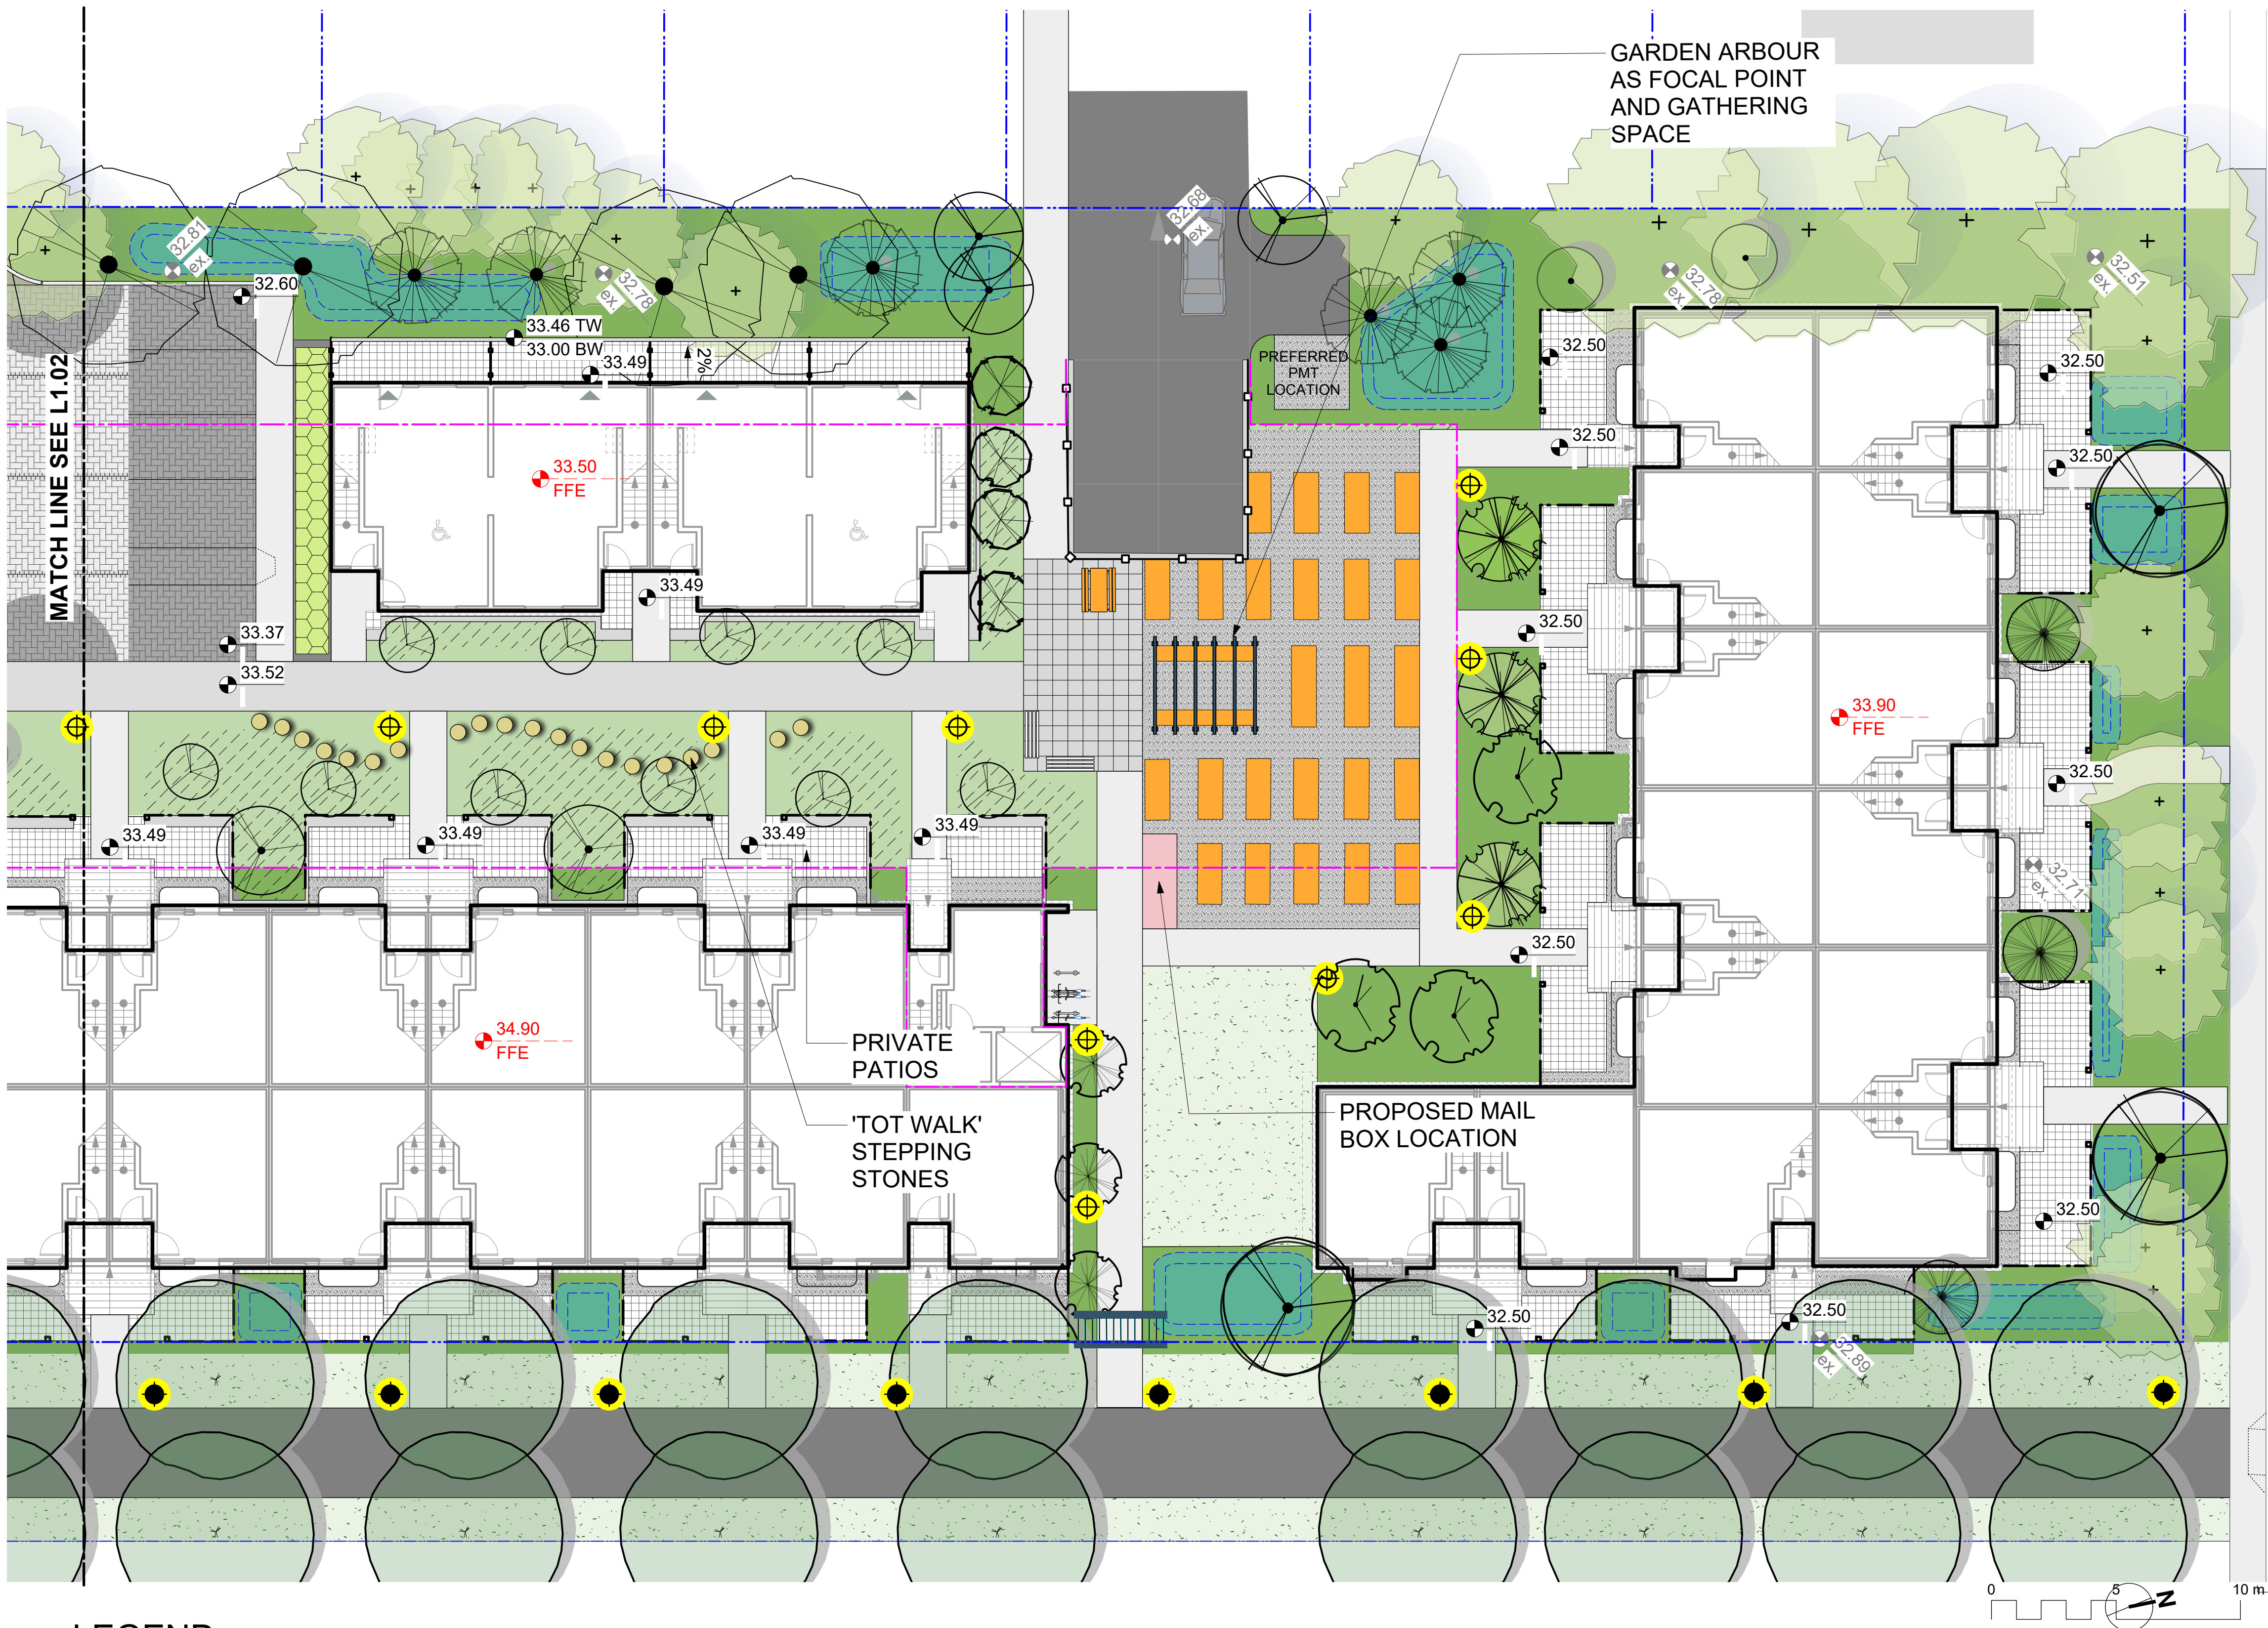 GARDEN ARBOUR
AS FOCAL POINT
AND GATHERING
SPACE
32.81
ex.
32.60
32.78
ex.
32.68
ex.
32.78
ex.
32.51
ex.
33.46 TW
33.00 BW
33.49
2%
PREFERRED
PMT
LOCATION
32.50
32.50
32.50
32.50
MATCH LINE SEE L1.02
33.50
FFE
33.49
33.37
33.52
32.50
33.90
FFE
32.50
33.49
33.49
33.49
33.49
32.71
ex.
32.50
34.90
FFE
PRIVATE
PATIOS
'TOT WALK'
STEPPING
STONES
PROPOSED MAIL
BOX LOCATION
32.50
32.50
32.50
32.89
ex.
0 5 10 m
N
LEGEND